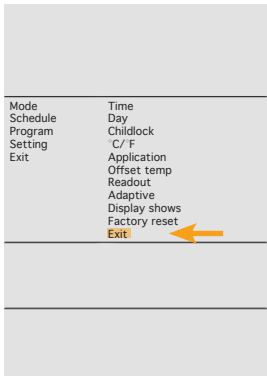 Mode
Schedule
Program
Setting
Exit
Time
Day
Childlock
°C/°F
Application
Offset temp
Readout
Adaptive
Display shows
Factory reset
Exit